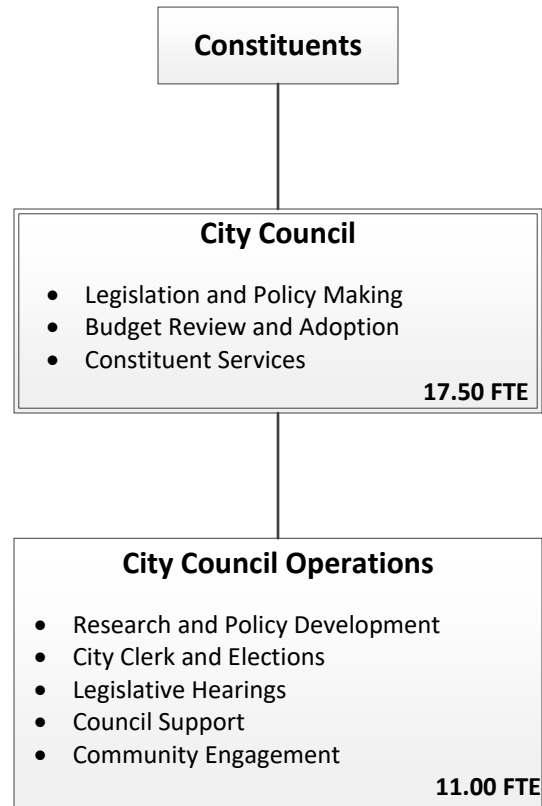 Constituents
City Council
• Legislation and Policy Making
• Budget Review and Adoption
• Constituent Services
17.50 FTE
City Council Operations
• Research and Policy Development
• City Clerk and Elections
• Legislative Hearings
• Council Support
• Community Engagement
11.00 FTE